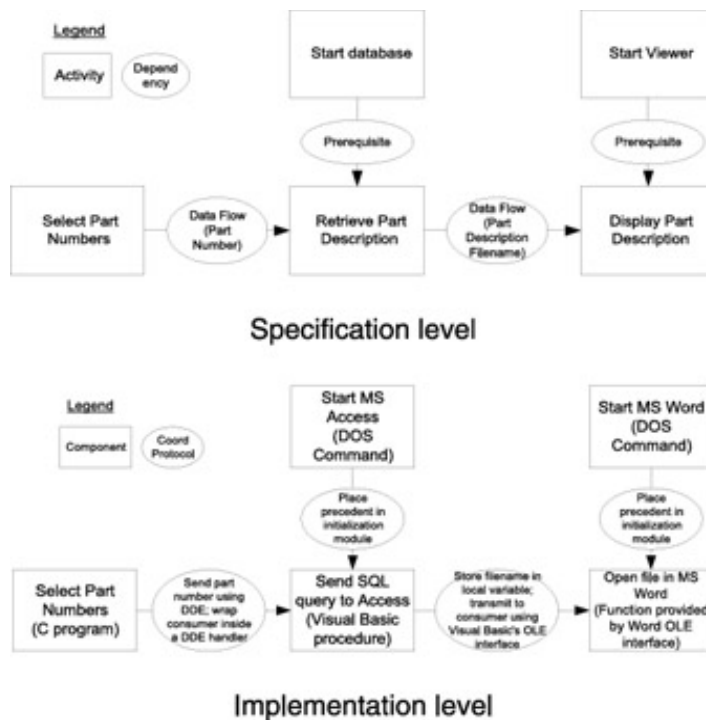 Legend
Activity
Depend
ency
Start database
Start Viewer
Prerequisite
Prerequisite
Select Part
Numbers
Data Flow
(Part
Number)
Retrieve Part
Description
Data Flow
(Part
Description
Filename)
Display Part
Description
Specification level
Legend
Component
Coord
Protocol
Start MS
Access
(DOS
Command)
Start MS Word
(DOS
Command)
Place
precedent in
initialization
module
Place
precedent in
initialization
module
Select Part
Numbers
(C program)
Send part
number using
DDE; wrap
consumer inside
a DDE handler
Send SQL
query to Access
(Visual Basic
procedure)
Store filename in
local variable;
transmit to
consumer using
Visual Basic's OLE
interface
Open file in MS
Word
(Function provided
by Word OLE
interface)
Implementation level